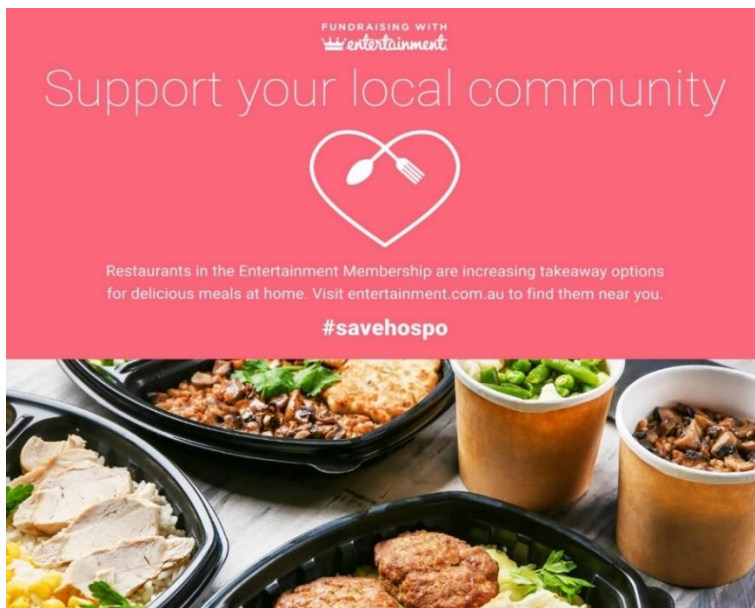 FUNDRAISING WITH
entertainment
Support your local community
Restaurants in the Entertainment Membership are increasing takeaway options
for delicious meals at home. Visit entertainment.com.au to find them near you.
#savehospo